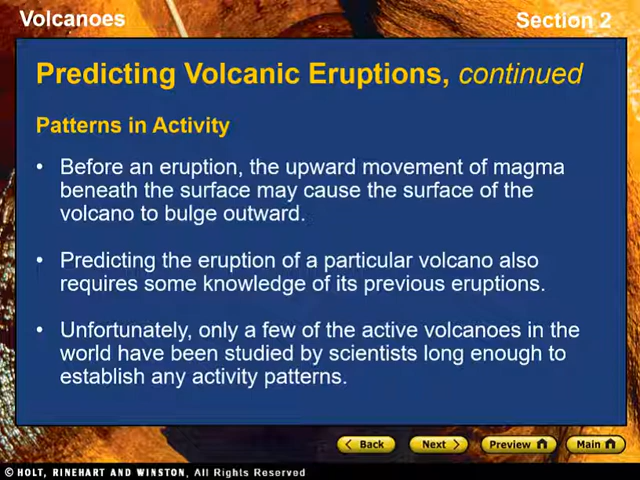 Volcanoes
Section 2
Predicting Volcanic Eruptions, continued
Patterns in Activity
• Before an eruption, the upward movement of magma
beneath the surface may cause the surface of the
volcano to bulge outward.
• Predicting the eruption of a particular volcano also
requires some knowledge of its previous eruptions.
• Unfortunately, only a few of the active volcanoes in the
world have been studied by scientists long enough to
establish any activity patterns.
< Back
Next >
Preview
Main
© HOLT, RINEHART AND WINSTON, All Rights Reserved